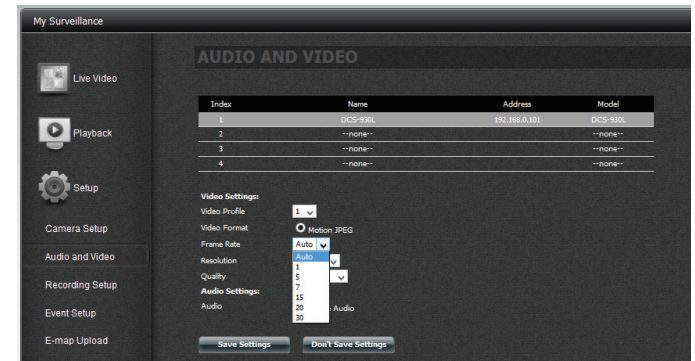 My Surveillance
Live Video
Playback
Setup
Camera Setup
Audio and Video
Recording Setup
Event Setup
E-map Upload
AUDIO AND VIDEO
Index Name Address Model
1 DCS-930L 192.168.0.101 DCS-930L
2 --none-- --none--
3 --none-- --none--
4 --none-- --none--
Video Settings:
Video Profile 1
Video Format Motion JPEG
Frame Rate Auto
Auto
1
5
7
15
20
30
Resolution
Quality
Audio Settings:
Audio Audio
Save Settings Don't Save Settings